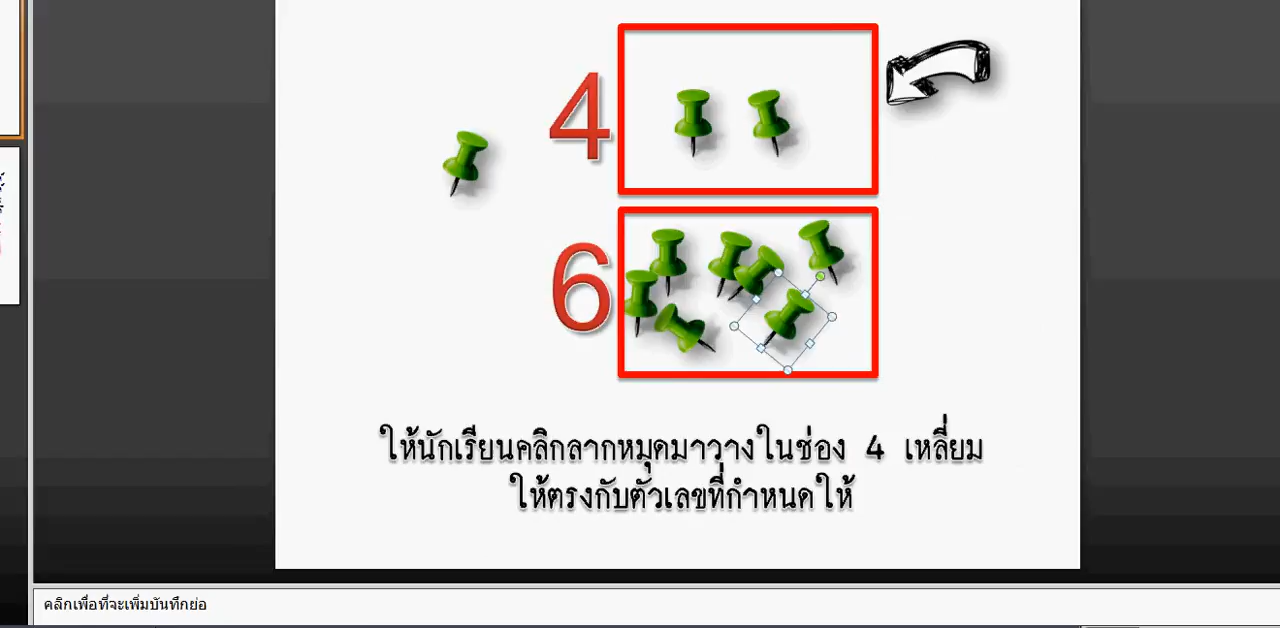 4
6
ให้นักเรียนคลิกลากหมุดมาวางในช่อง 4 เหลี่ยม
ให้ตรงกับตัวเลขที่กำหนดให้
คลิกเพื่อที่จะเพิ่มบันทึกย่อ